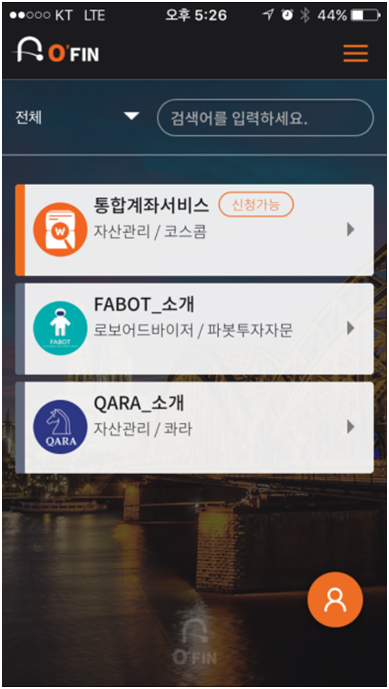 KT LTE 오후 5:26 44%
O'FIN
전체
검색어를 입력하세요.
통합계좌서비스 신청가능
자산관리 / 코스콤
W
FABOT_소개
로보어드바이저 / 파봇투자자문
FABOT
QARA_소개
자산관리 / 콰라
QARA
O'FIN